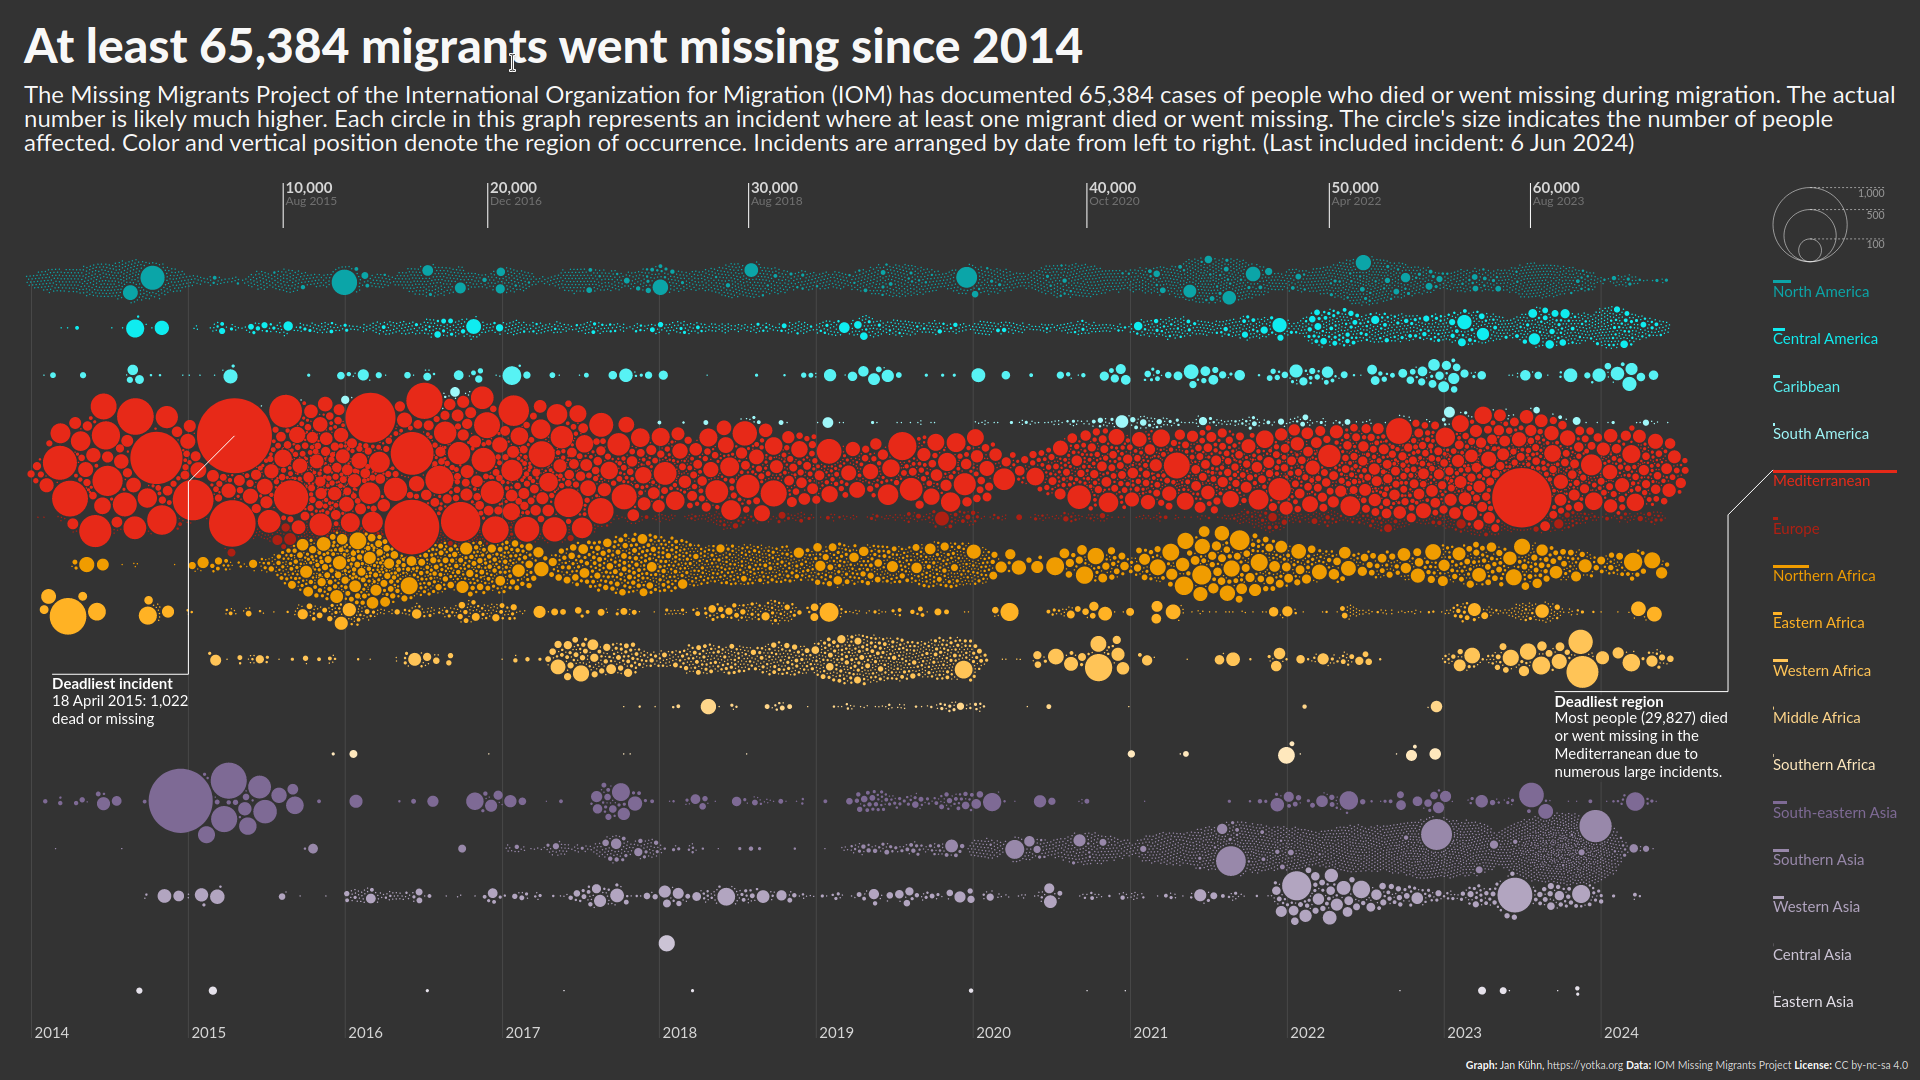 At least 65,384 migrants went missing since 2014
The Missing Migrants Project of the International Organization for Migration (IOM) has documented 65,384 cases of people who died or went missing during migration. The actual
number is likely much higher. Each circle in this graph represents an incident where at least one migrant died or went missing. The circle's size indicates the number of people
affected. Color and vertical position denote the region of occurrence. Incidents are arranged by date from left to right. (Last included incident: 6 Jun 2024)
10,000
Aug 2015
20,000
Dec 2016
30,000
Aug 2018
40,000
Oct 2020
50,000
Apr 2022
60,000
Aug 2023
1,000
500
100
North America
Central America
Caribbean
South America
Mediterranean
Europe
Northern Africa
Eastern Africa
Western Africa
Middle Africa
Southern Africa
South-eastern Asia
Southern Asia
Western Asia
Central Asia
Eastern Asia
Deadliest incident
18 April 2015: 1,022
dead or missing
Deadliest region
Most people (29,827) died
or went missing in the
Mediterranean due to
numerous large incidents.
2014
2015
2016
2017
2018
2019
2020
2021
2022
2023
2024
Graph: Jan Kühn, https://yotka.org Data: IOM Missing Migrants Project License: CC by-nc-sa 4.0